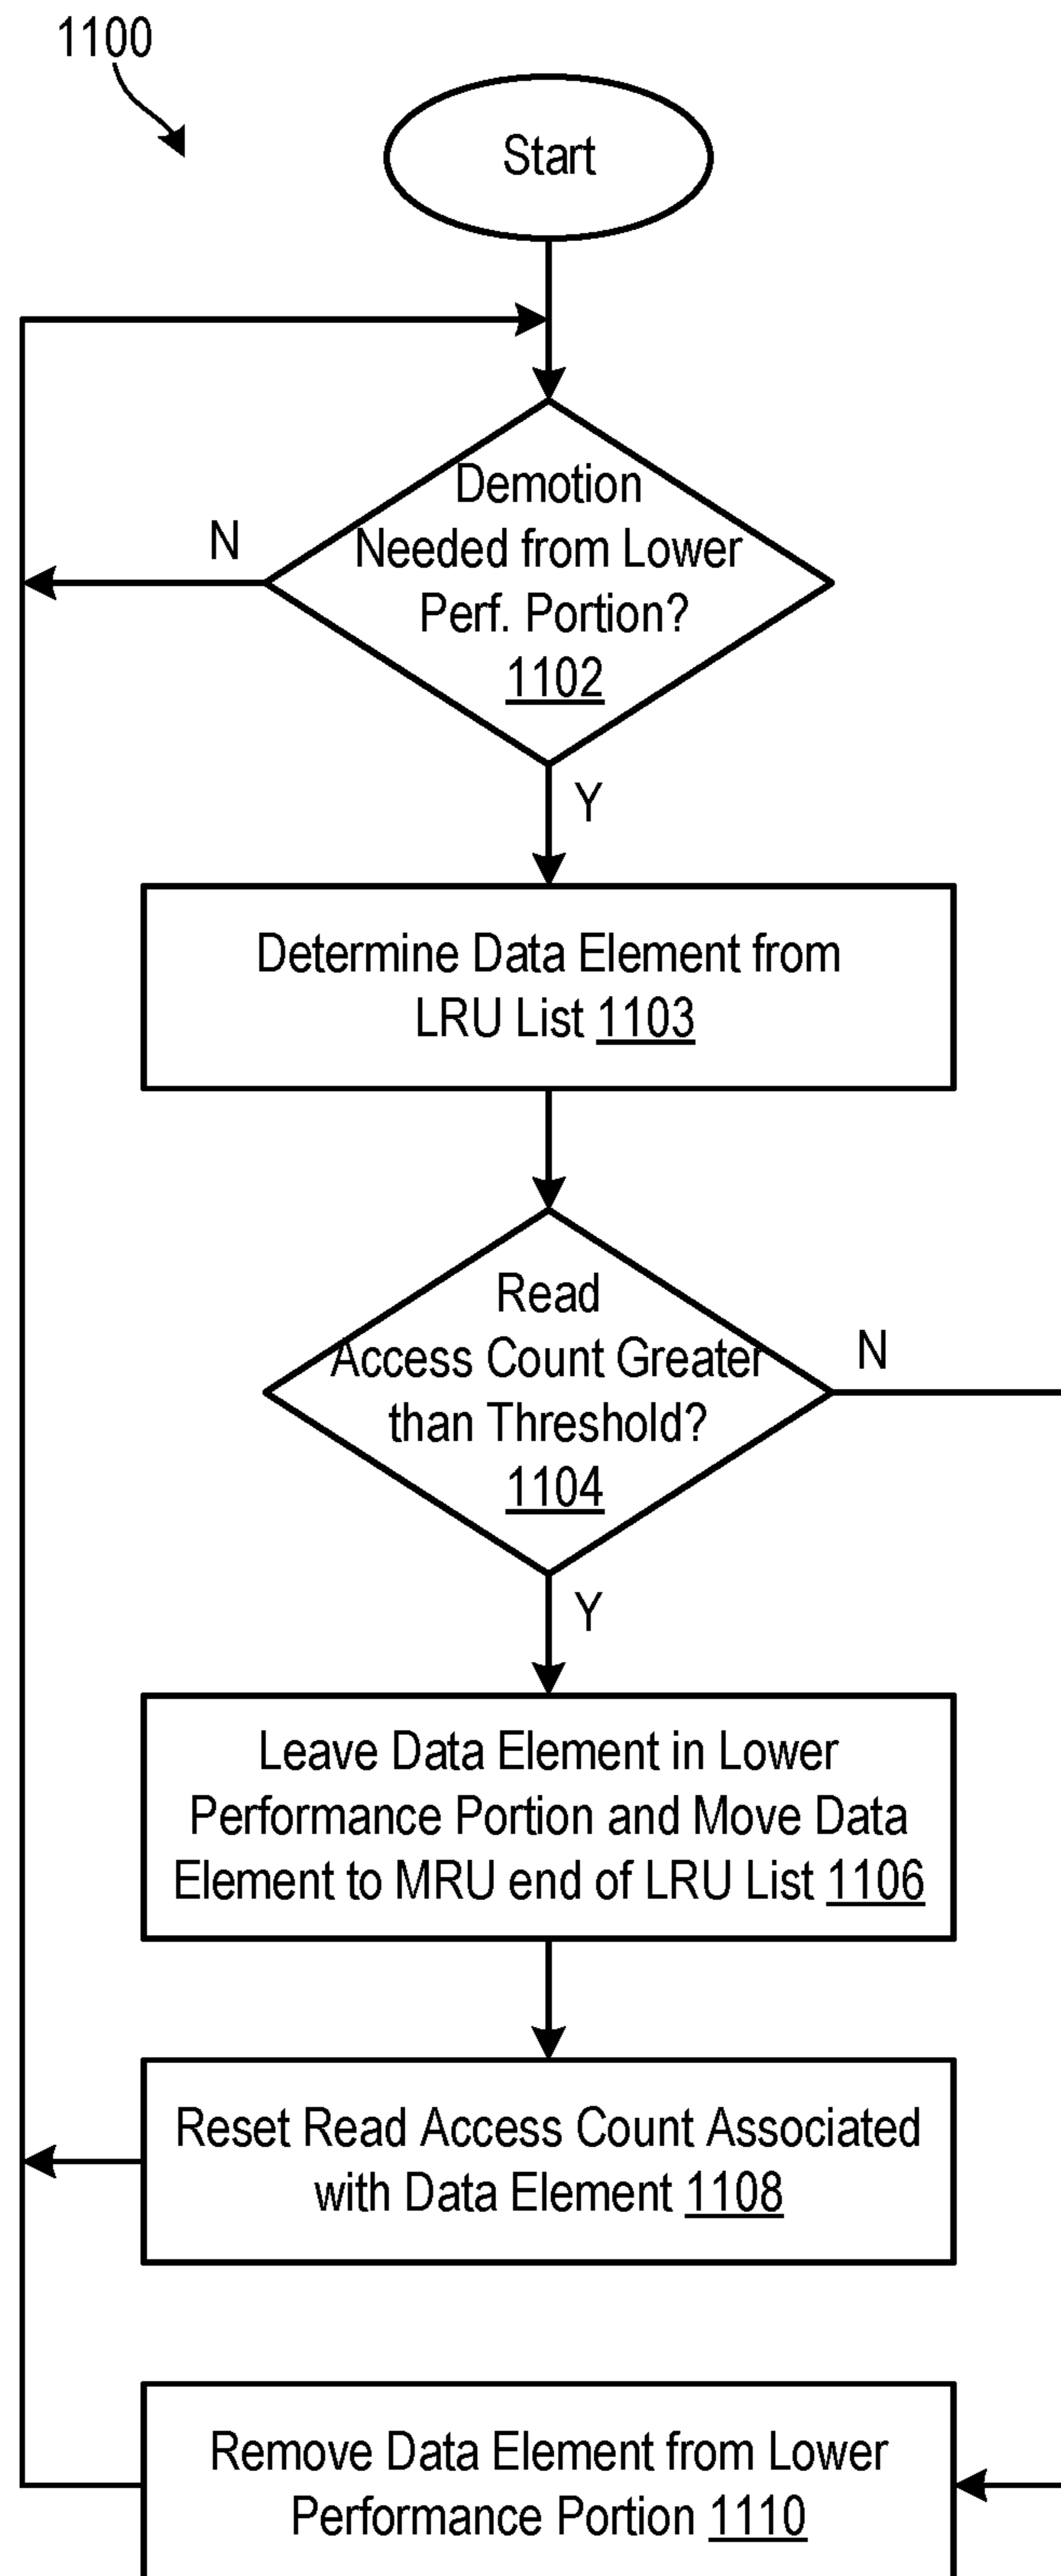 1100
Start
Demotion
Needed from Lower
Perf. Portion?
1102
N
Y
Determine Data Element from
LRU List 1103
Read
Access Count Greater
than Threshold?
1104
N
Y
Leave Data Element in Lower
Performance Portion and Move Data
Element to MRU end of LRU List 1106
Reset Read Access Count Associated
with Data Element 1108
Remove Data Element from Lower
Performance Portion 1110